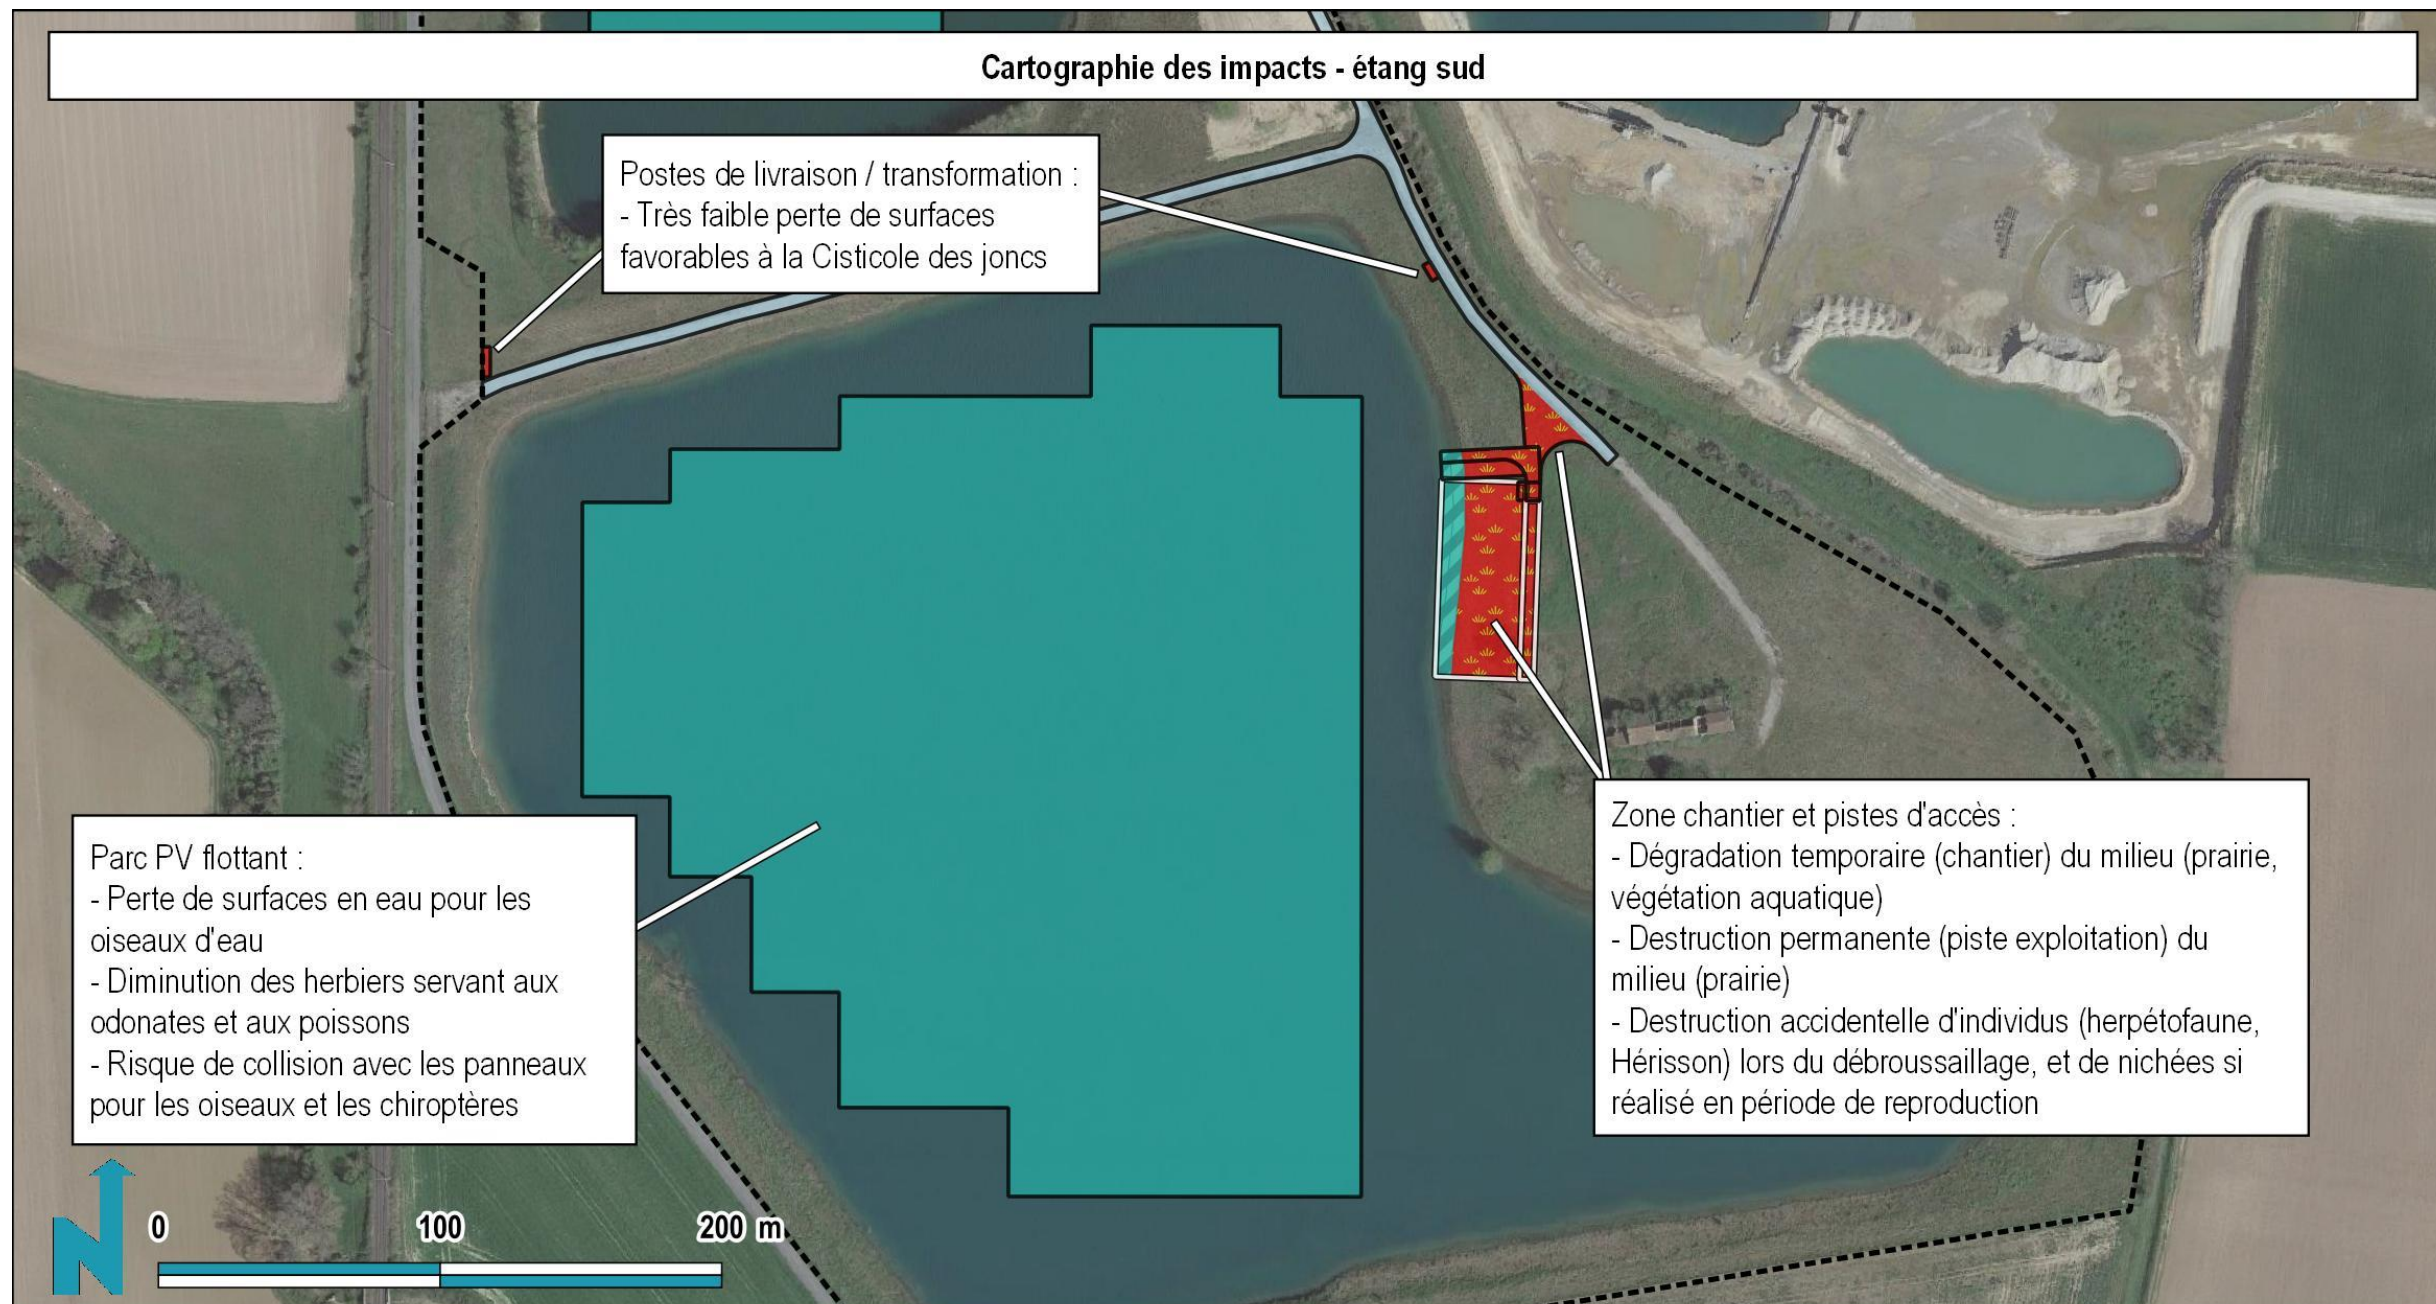 Cartographie des impacts - étang sud
Postes de livraison / transformation :
- Très faible perte de surfaces
favorables à la Cisticole des joncs
Parc PV flottant :
- Perte de surfaces en eau pour les
oiseaux d'eau
- Diminution des herbiers servant aux
odonates et aux poissons
- Risque de collision avec les panneaux
pour les oiseaux et les chiroptères
Zone chantier et pistes d'accès :
- Dégradation temporaire (chantier) du milieu (prairie,
végétation aquatique)
- Destruction permanente (piste exploitation) du
milieu (prairie)
- Destruction accidentelle d'individus (herpétofaune,
Hérisson) lors du débroussaillage, et de nichées si
réalisé en période de reproduction
N
0 100 200 m